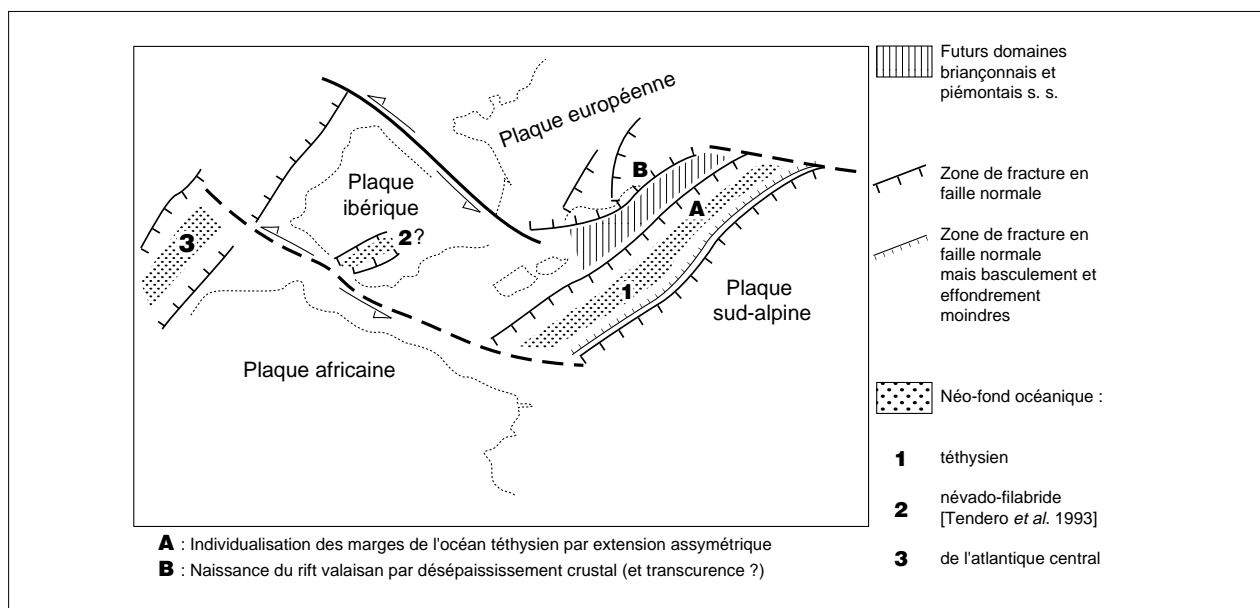 Plaque européenne
B
Plaque
ibérique
A
3
2?
1
Plaque
sud-alpine
Plaque africaine
A : Individualisation des marges de l'océan téthysien par extension assymétrique
B : Naissance du rift valaisan par désépaississement crustal (et transcurence ?)
Futurs domaines
briançonnais et
piémontais s. s.
Zone de fracture en
faille normale
Zone de fracture en
faille normale
mais basculement et
effondrement
moindres
Néo-fond océanique :
1 téthysien
2 névado-filabride
[Tendero et al. 1993]
3 de l'atlantique central